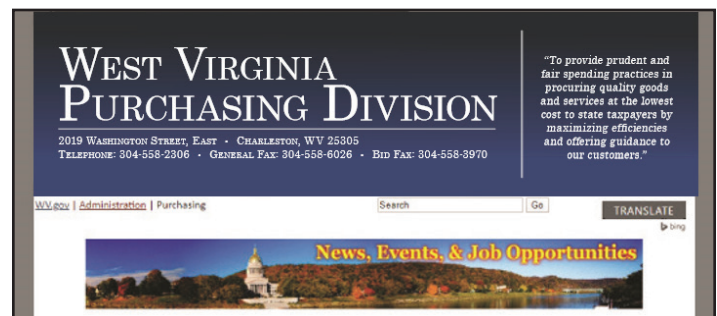 WEST VIRGINIA
PURCHASING DIVISION
2019 WASHINGTON STREET, EAST • CHARLESTON, WV 25305
TELEPHONE: 304-558-2306 • GENERAL FAX: 304-558-6026 • BID FAX: 304-558-3970
"To provide prudent and
fair spending practices in
procuring quality goods
and services at the lowest
cost to state taxpayers by
maximizing efficiencies
and offering guidance to
our customers."
WV.gov | Administration | Purchasing Search Go TRANSLATE
bing
News, Events, & Job Opportunities